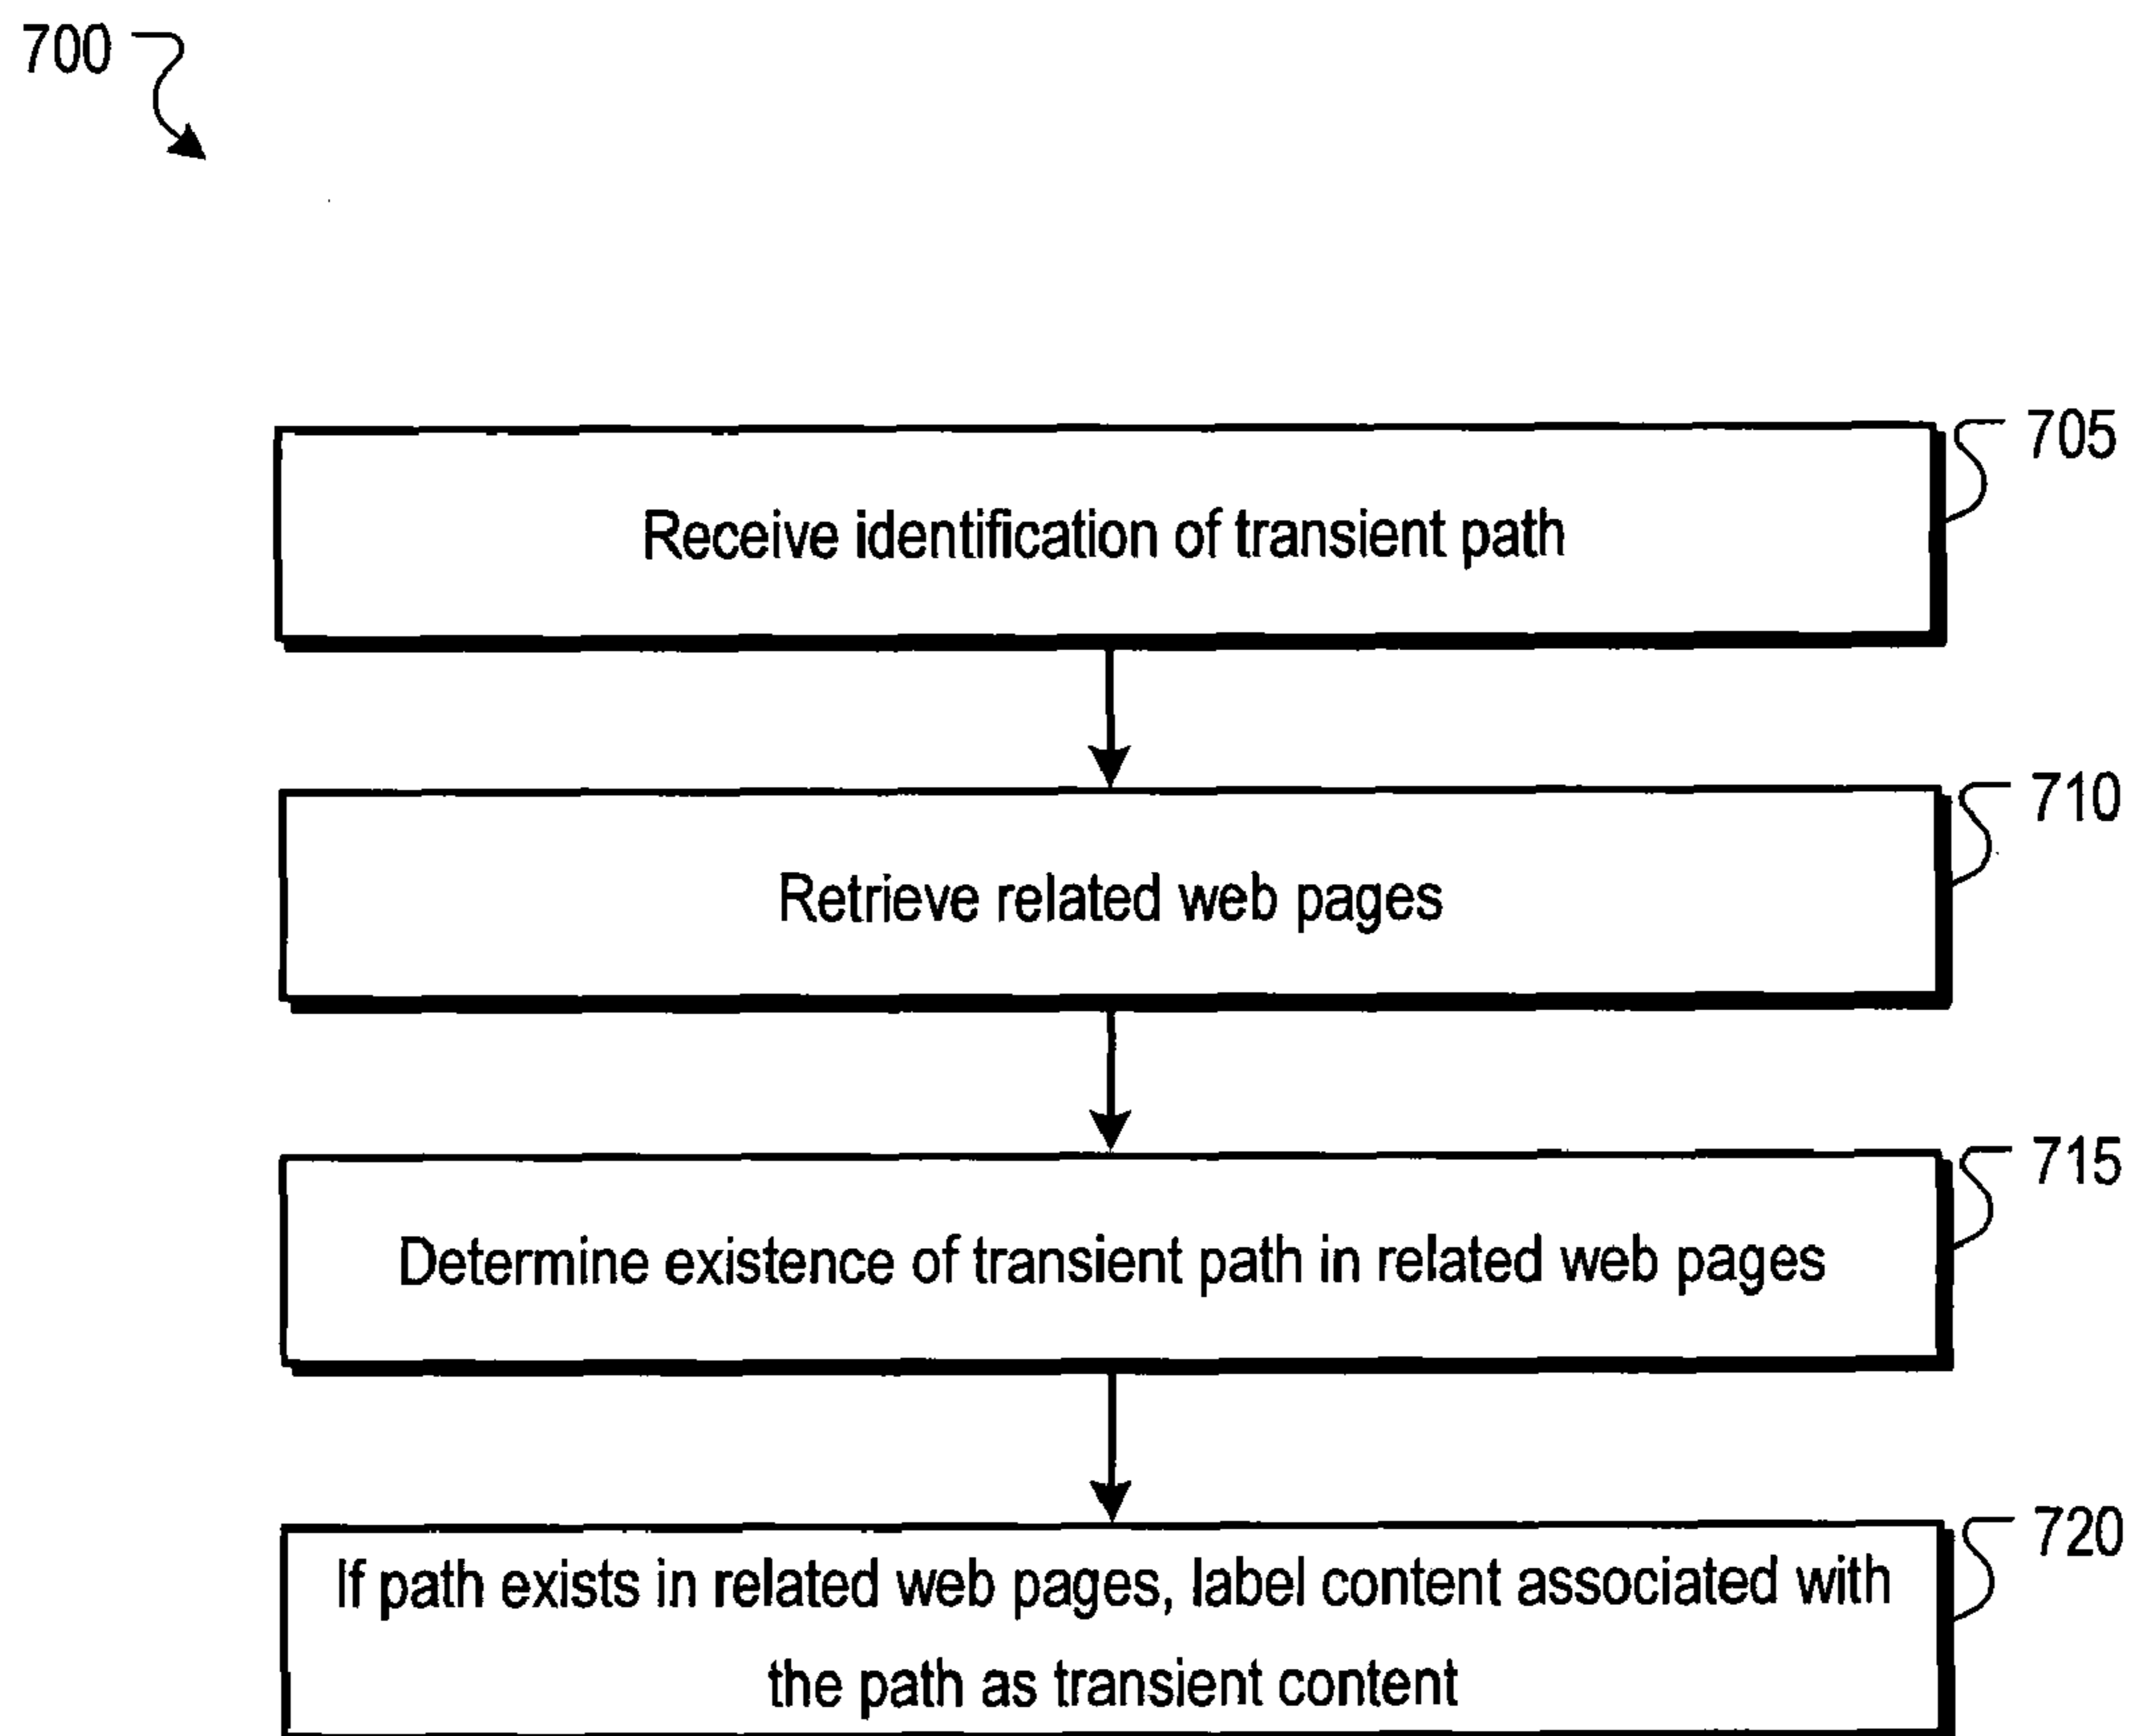 700
705
Receive identification of transient path
710
Retrieve related web pages
715
Determine existence of transient path in related web pages
720
If path exists in related web pages, label content associated with
the path as transient content